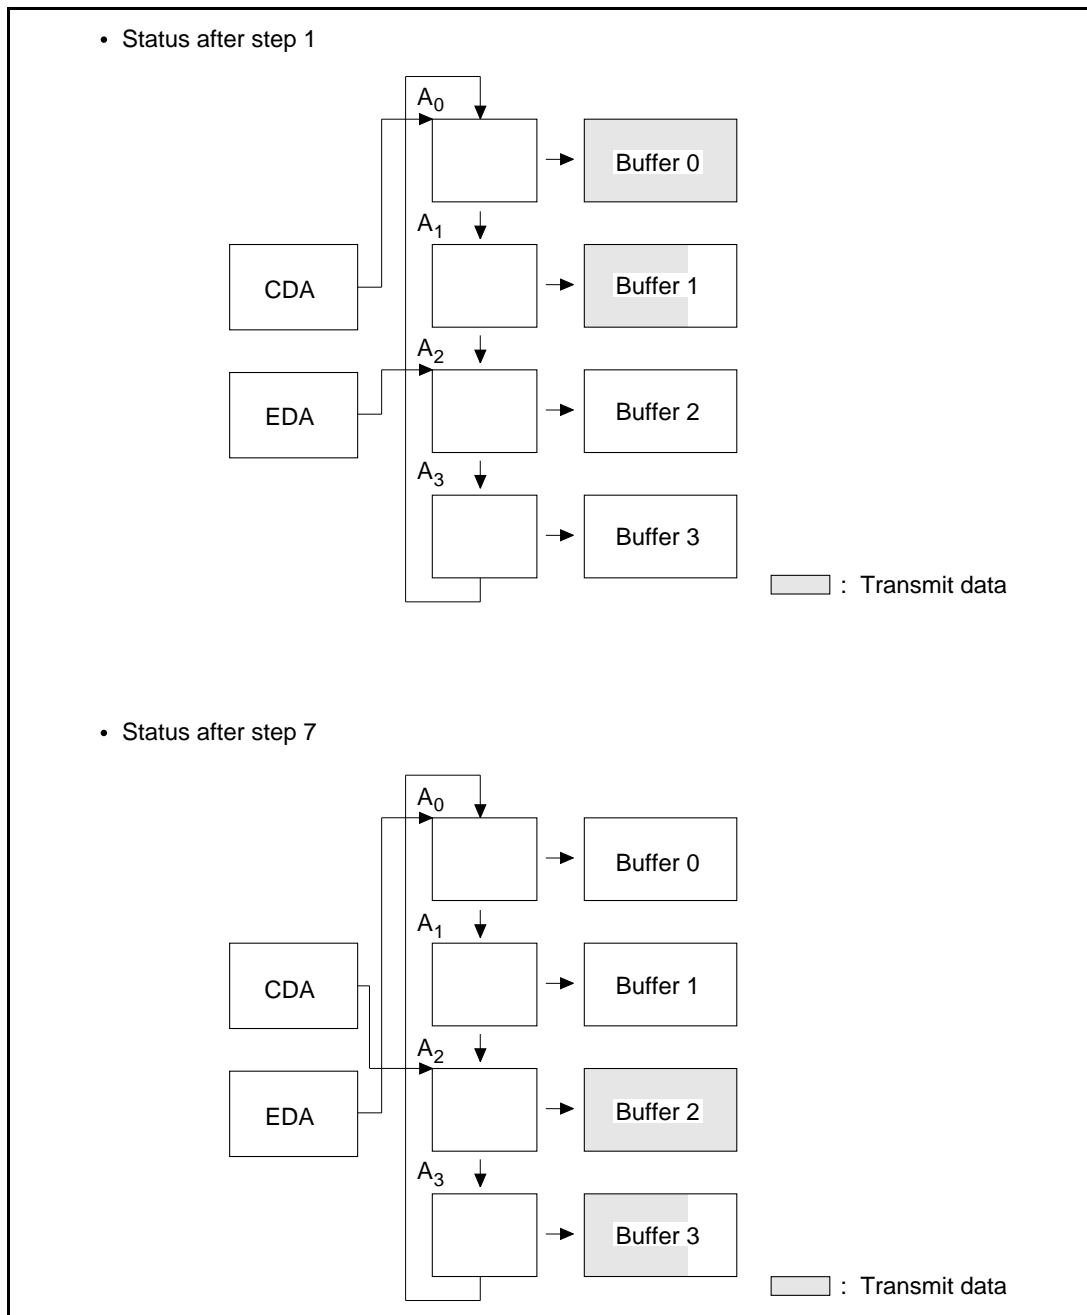 • Status after step 1
A0
Buffer 0
A1
CDA
Buffer 1
A2
EDA
Buffer 2
A3
Buffer 3
: Transmit data
• Status after step 7
A0
Buffer 0
A1
CDA
Buffer 1
A2
EDA
Buffer 2
A3
Buffer 3
: Transmit data